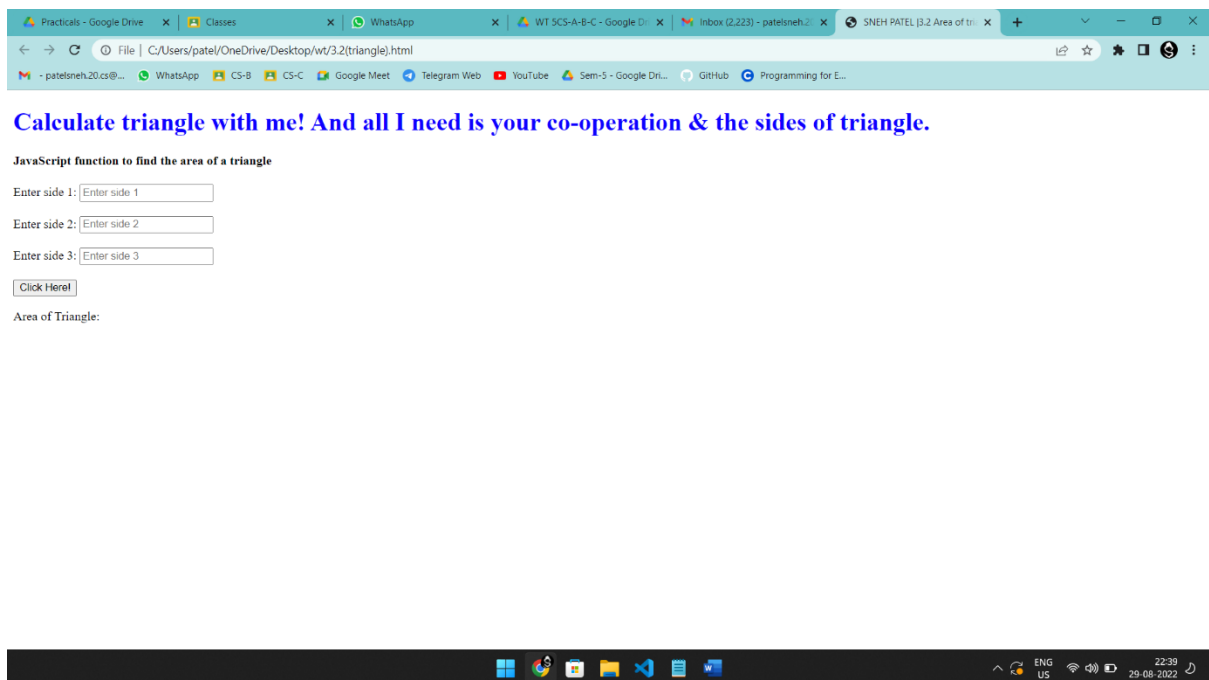 Practicals - Google Drive
Classes
WhatsApp
WT 5CS-A-B-C - Google Dri
Inbox (2,223) - patelsneh.2
SNEH PATEL |3.2 Area of tri
File | C:/Users/patel/OneDrive/Desktop/wt/3.2(triangle).html
- patelsneh.20.cs@... WhatsApp CS-B CS-C Google Meet Telegram Web YouTube Sem-5 - Google Dri... GitHub Programming for E...
Calculate triangle with me! And all I need is your co-operation & the sides of triangle.
JavaScript function to find the area of a triangle
Enter side 1: Enter side 1
Enter side 2: Enter side 2
Enter side 3: Enter side 3
Click Here!
Area of Triangle:
ENG
US
22:39
29-08-2022